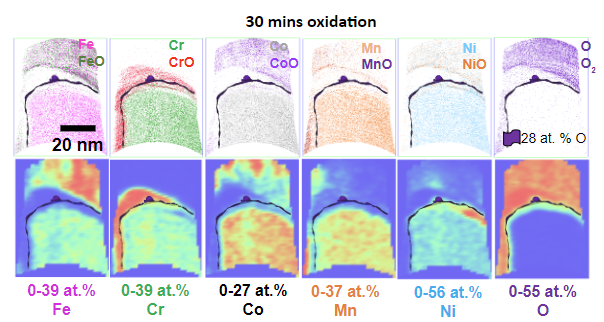 30 mins oxidation
Fe
FeO
Cr
CrO
Co
CoO
Mn
MnO
Ni
NiO
O
O2
20 nm
28 at. % O
0-39 at.% 0-39 at.% 0-27 at.% 0-37 at.% 0-56 at.% 0-55 at.%
Fe Cr Co Mn Ni O